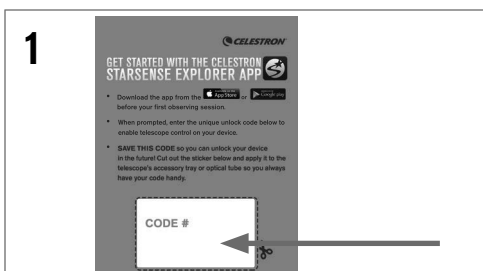 1
CELESTRON
GET STARTED WITH THE CELESTRON
STARSENSE EXPLORER APP
• Download the app from the App Store or Google play
before your first observing session.
• When prompted, enter the unique unlock code below to
enable telescope control on your device.
• SAVE THIS CODE so you can unlock your device
in the future! Cut out the sticker below and apply it to the
telescope's accessory tray or optical tube so you always
have your code handy.
CODE #